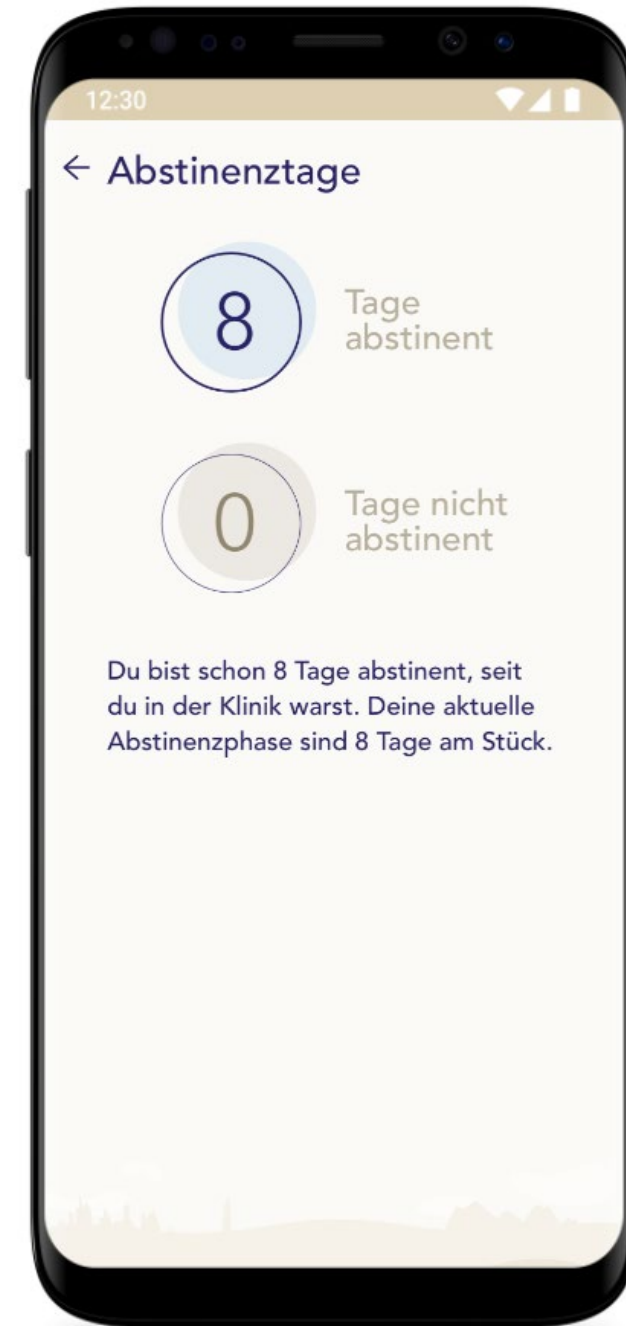 12:30
← Abstinenztage
8
Tage
abstinent
0
Tage nicht
abstinent
Du bist schon 8 Tage abstinent, seit
du in der Klinik warst. Deine aktuelle
Abstinenzphase sind 8 Tage am Stück.